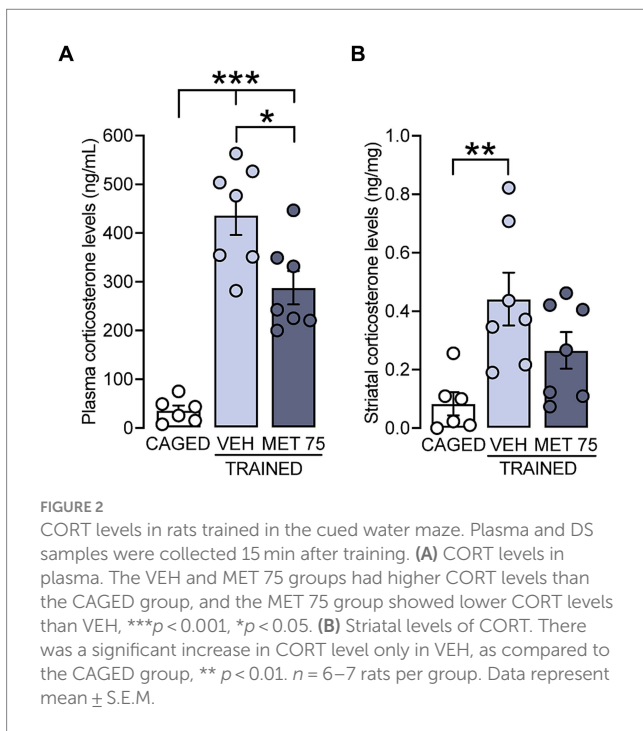 A
***
*
Plasma corticosterone levels (ng/mL)
600
500
400
300
200
100
0
CAGED VEH MET 75
TRAINED
B
**
Striatal corticosterone levels (ng/mg)
1.0
0.8
0.6
0.4
0.2
0.0
CAGED VEH MET 75
TRAINED
FIGURE 2
CORT levels in rats trained in the cued water maze. Plasma and DS
samples were collected 15 min after training. (A) CORT levels in
plasma. The VEH and MET 75 groups had higher CORT levels than
the CAGED group, and the MET 75 group showed lower CORT levels
than VEH, ***p < 0.001, *p < 0.05. (B) Striatal levels of CORT. There
was a significant increase in CORT level only in VEH, as compared to
the CAGED group, ** p < 0.01. n = 6–7 rats per group. Data represent
mean ± S.E.M.